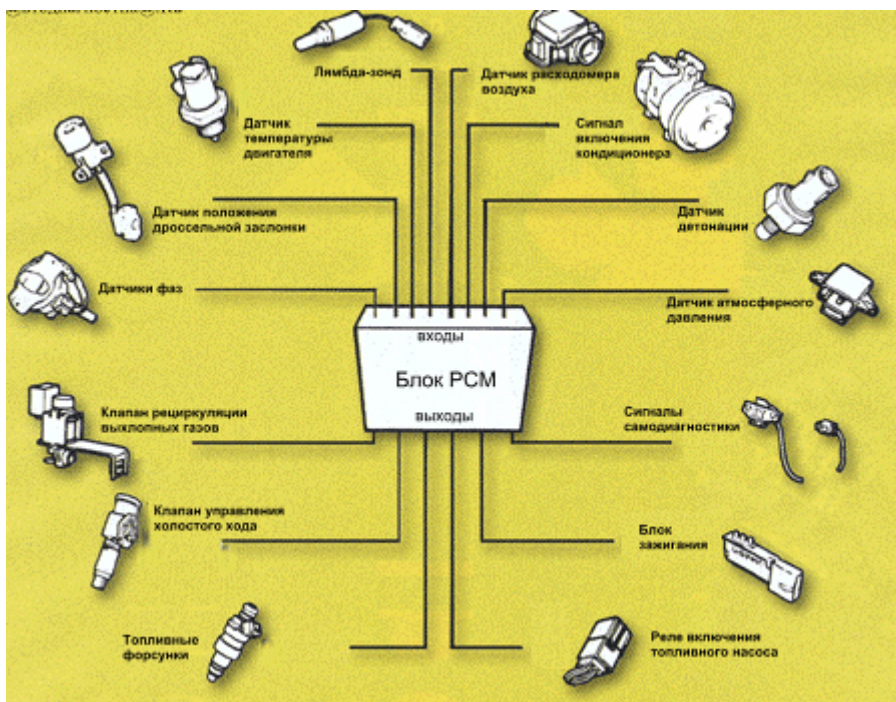 Лямбда-зонд
Датчик расходомера
воздуха
Датчик
температуры
двигателя
Сигнал
включения
кондиционера
Датчик положения
дроссельной заслонки
Датчик
детонации
Датчики фаз
Датчик атмосферного
давления
входы
Блок РСМ
выходы
Клапан рециркуляции
выхлопных газов
Сигналы
самодиагностики
Клапан управления
холостого хода
Блок
зажигания
Топливные
форсунки
Реле включения
топливного насоса